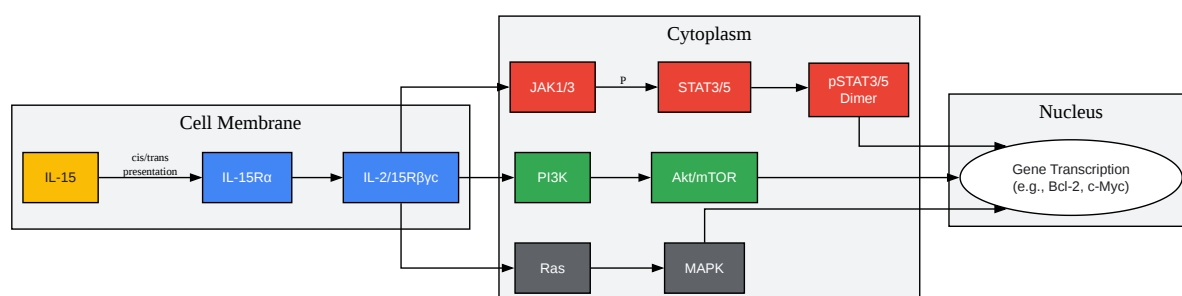 Cell Membrane
IL-15
cis/trans
presentation
IL-15Rα
IL-2/15Rβγc
Cytoplasm
JAK1/3
P
STAT3/5
pSTAT3/5
Dimer
PI3K
Akt/mTOR
Ras
MAPK
Nucleus
Gene Transcription
(e.g., Bcl-2, c-Myc)